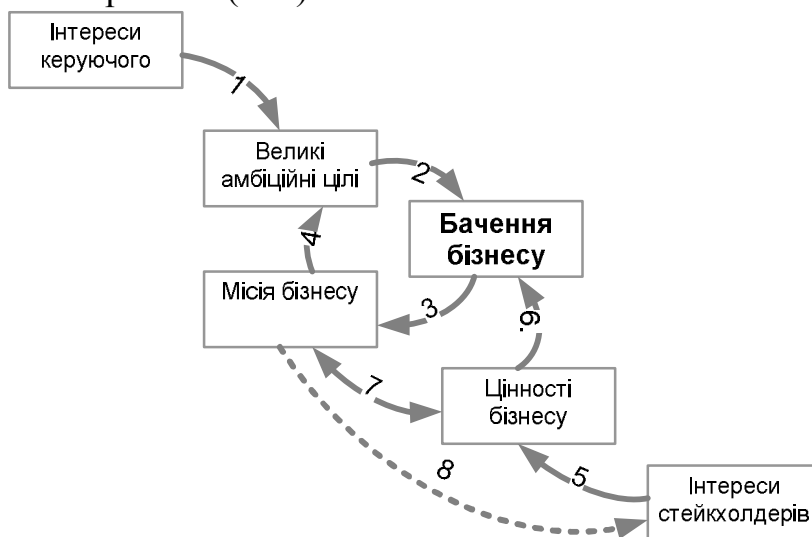 Інтереси
керуючого
1
Великі
амбіційні цілі
2
Бачення
бізнесу
4
Місія бізнесу
3
6.
7
Цінності
бізнесу
8
5
Інтереси
стейкхолдерів